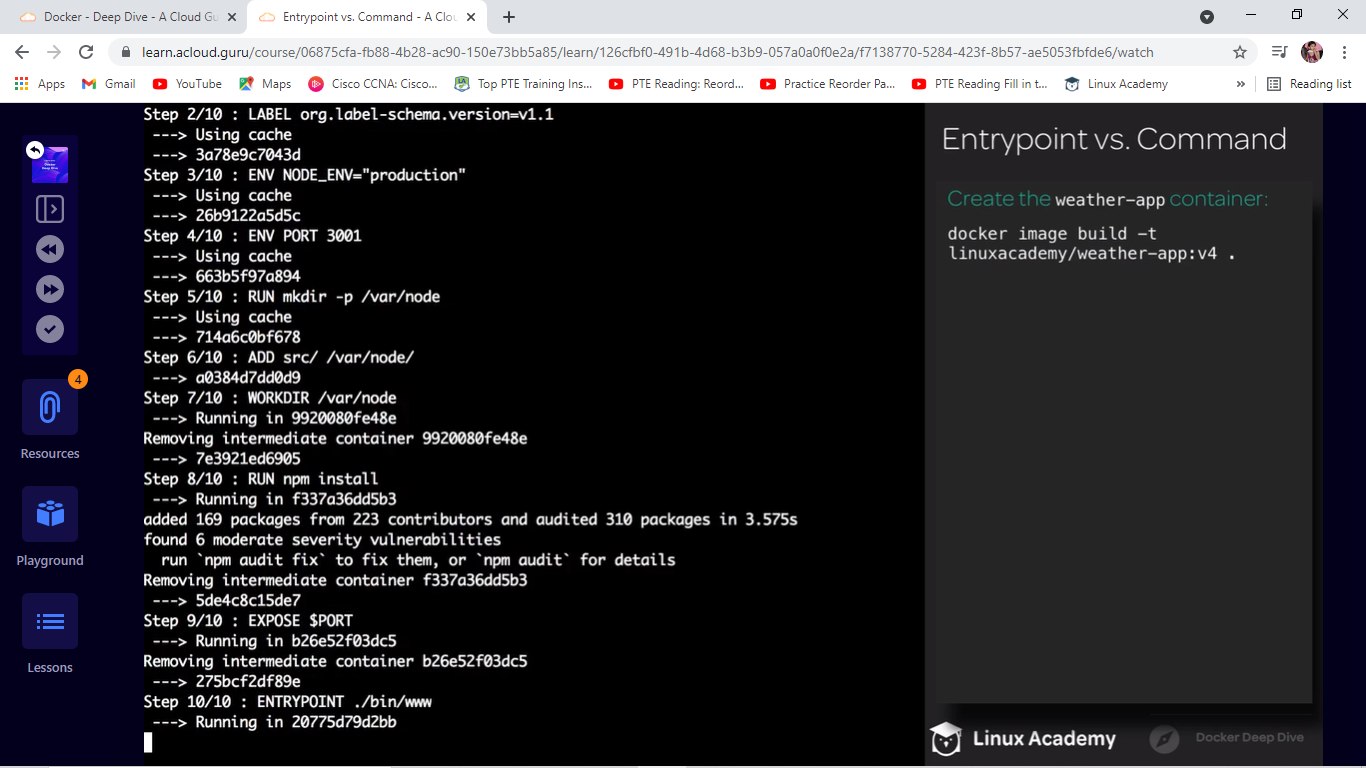 Docker - Deep Dive - A Cloud Gu
Entrypoint vs. Command - A Clou
learn.acloud.guru/course/06875cfa-fb88-4b28-ac90-150e73bb5a85/learn/126cfbf0-491b-4d68-b3b9-057a0a0f0e2a/f7138770-5284-423f-8b57-ae5053fbfde6/watch
Apps
Gmail
YouTube
Maps
Cisco CCNA: Cisco...
Top PTE Training Ins...
PTE Reading: Reord...
Practice Reorder Pa...
PTE Reading Fill in t...
Linux Academy
»
Reading list
4
Resources
Playground
Lessons
Step 2/10 : LABEL org.label-schema.version=v1.1
---> Using cache
---> 3a78e9c7043d
Step 3/10 : ENV NODE_ENV="production"
---> Using cache
---> 26b9122a5d5c
Step 4/10 : ENV PORT 3001
---> Using cache
---> 663b5f97a894
Step 5/10 : RUN mkdir -p /var/node
---> Using cache
---> 714a6c0bf678
Step 6/10 : ADD src/ /var/node/
---> a0384d7dd0d9
Step 7/10 : WORKDIR /var/node
---> Running in 9920080fe48e
Removing intermediate container 9920080fe48e
---> 7e3921ed6905
Step 8/10 : RUN npm install
---> Running in f337a36dd5b3
added 169 packages from 223 contributors and audited 310 packages in 3.575s
found 6 moderate severity vulnerabilities
run `npm audit fix` to fix them, or `npm audit` for details
Removing intermediate container f337a36dd5b3
---> 5de4c8c15de7
Step 9/10 : EXPOSE $PORT
---> Running in b26e52f03dc5
Removing intermediate container b26e52f03dc5
---> 275bcf2df89e
Step 10/10 : ENTRYPOINT ./bin/www
---> Running in 20775d79d2bb
Entrypoint vs. Command
Create the weather-app container:
docker image build -t
linuxacademy/weather-app:v4 .
Linux Academy
Docker Deep Dive